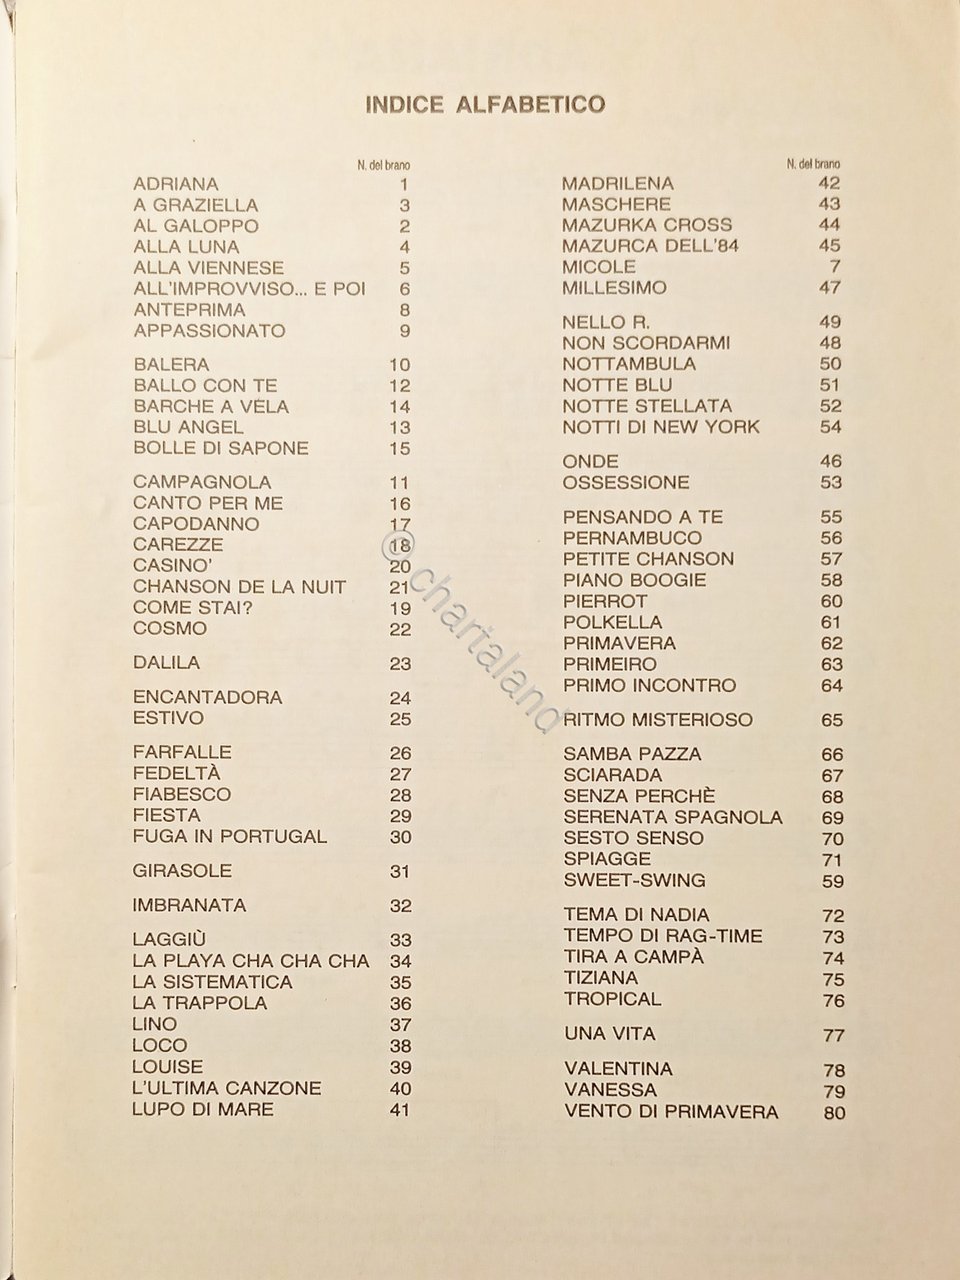 INDICE ALFABETICO
N. del brano
ADRIANA 1
A GRAZIELLA 3
AL GALOPPO 2
ALLA LUNA 4
ALLA VIENNESE 5
ALL'IMPROVVISO... E POI 6
ANTEPRIMA 8
APPASSIONATO 9
BALERA 10
BALLO CON TE 12
BARCHE A VELA 14
BLU ANGEL 13
BOLLE DI SAPONE 15
CAMPAGNOLA 11
CANTO PER ME 16
CAPODANNO 17
CAREZZE 18
CASINO' 20
CHANSON DE LA NUIT 21
COME STAI? 19
COSMO 22
DALILA 23
ENCANTADORA 24
ESTIVO 25
FARFALLE 26
FEDELTÀ 27
FIABESCO 28
FIESTA 29
FUGA IN PORTUGAL 30
GIRASOLE 31
IMBRANATA 32
LAGGIÙ 33
LA PLAYA CHA CHA CHA 34
LA SISTEMATICA 35
LA TRAPPOLA 36
LINO 37
LOCO 38
LOUISE 39
L'ULTIMA CANZONE 40
LUPO DI MARE 41
N. del brano
MADRILENA 42
MASCHERE 43
MAZURKA CROSS 44
MAZURCA DELL'84 45
MICOLE 7
MILLESIMO 47
NELLO R. 49
NON SCORDARMI 48
NOTTAMBULA 50
NOTTE BLU 51
NOTTE STELLATA 52
NOTTI DI NEW YORK 54
ONDE 46
OSSESSIONE 53
PENSANDO A TE 55
PERNAMBUCO 56
PETITE CHANSON 57
PIANO BOOGIE 58
PIERROT 60
POLKELLA 61
PRIMAVERA 62
PRIMEIRO 63
PRIMO INCONTRO 64
RITMO MISTERIOSO 65
SAMBA PAZZA 66
SCIARADA 67
SENZA PERCHÈ 68
SERENATA SPAGNOLA 69
SESTO SENSO 70
SPIAGGE 71
SWEET-SWING 59
TEMA DI NADIA 72
TEMPO DI RAG-TIME 73
TIRA A CAMPÀ 74
TIZIANA 75
TROPICAL 76
UNA VITA 77
VALENTINA 78
VANESSA 79
VENTO DI PRIMAVERA 80
© chartaland